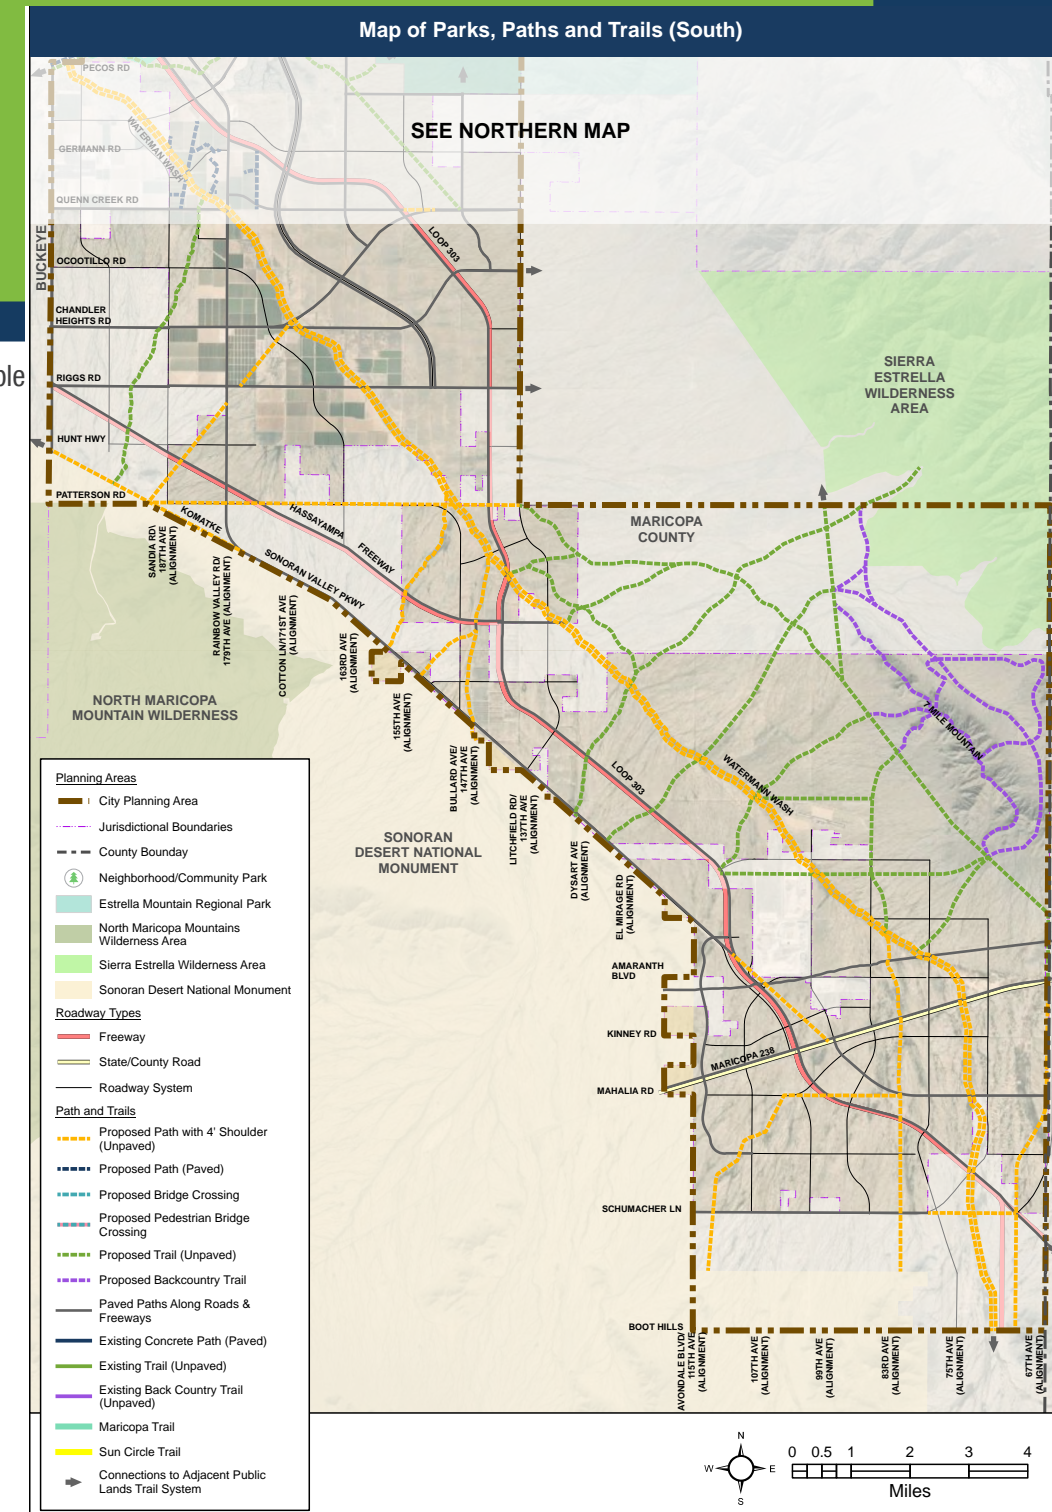 Map of Parks, Paths and Trails (South)
PECOS RD
SEE NORTHERN MAP
WATERMAN WASH
GERMANN RD
QUENN CREEK RD
BUCKEYE
LOOP 303
OCOOTILLO RD
CHANDLER
HEIGHTS RD
SIERRA
ESTRELLA
WILDERNESS
AREA
ole
RIGGS RD
HUNT HWY
PATTERSON RD
KOMATKE
HASSAYAMPA
FREEWAY
MARICOPA
COUNTY
SONORAN VALLEY PKWY
SANDIA RD\
187TH AVE
(ALIGNMENT)
RAINBOW VALLEY RD/
179TH AVE (ALIGNMENT)
COTTON LN/171ST AVE
(ALIGNMENT)
163RD AVE
(ALIGNMENT)
155TH AVE
(ALIGNMENT)
NORTH MARICOPA
MOUNTAIN WILDERNESS
7 MILE MOUNTAIN
BULLARD AVE/
147TH AVE
(ALIGNMENT)
LOOP 303
WATERMANN WASH
LITCHFIELD RD/
137TH AVE
(ALIGNMENT)
SONORAN
DESERT NATIONAL
MONUMENT
DYSART AVE
(ALIGNMENT)
EL MIRAGE RD
(ALIGNMENT)
AMARANTH
BLVD
KINNEY RD
MARICOPA 238
MAHALIA RD
SCHUMACHER LN
BOOT HILLS
AVONDALE BLVD/
115TH AVE
(ALIGNMENT)
107TH AVE
(ALIGNMENT)
99TH AVE
(ALIGNMENT)
83RD AVE
(ALIGNMENT)
75TH AVE
(ALIGNMENT)
67TH AVE
(ALIGNMENT)
Planning Areas
City Planning Area
Jurisdictional Boundaries
County Bounday
Neighborhood/Community Park
Estrella Mountain Regional Park
North Maricopa Mountains
Wilderness Area
Sierra Estrella Wilderness Area
Sonoran Desert National Monument
Roadway Types
Freeway
State/County Road
Roadway System
Path and Trails
Proposed Path with 4' Shoulder
(Unpaved)
Proposed Path (Paved)
Proposed Bridge Crossing
Proposed Pedestrian Bridge
Crossing
Proposed Trail (Unpaved)
Proposed Backcountry Trail
Paved Paths Along Roads &
Freeways
Existing Concrete Path (Paved)
Existing Trail (Unpaved)
Existing Back Country Trail
(Unpaved)
Maricopa Trail
Sun Circle Trail
Connections to Adjacent Public
Lands Trail System
N
W E
S
0 0.5 1 2 3 4
Miles